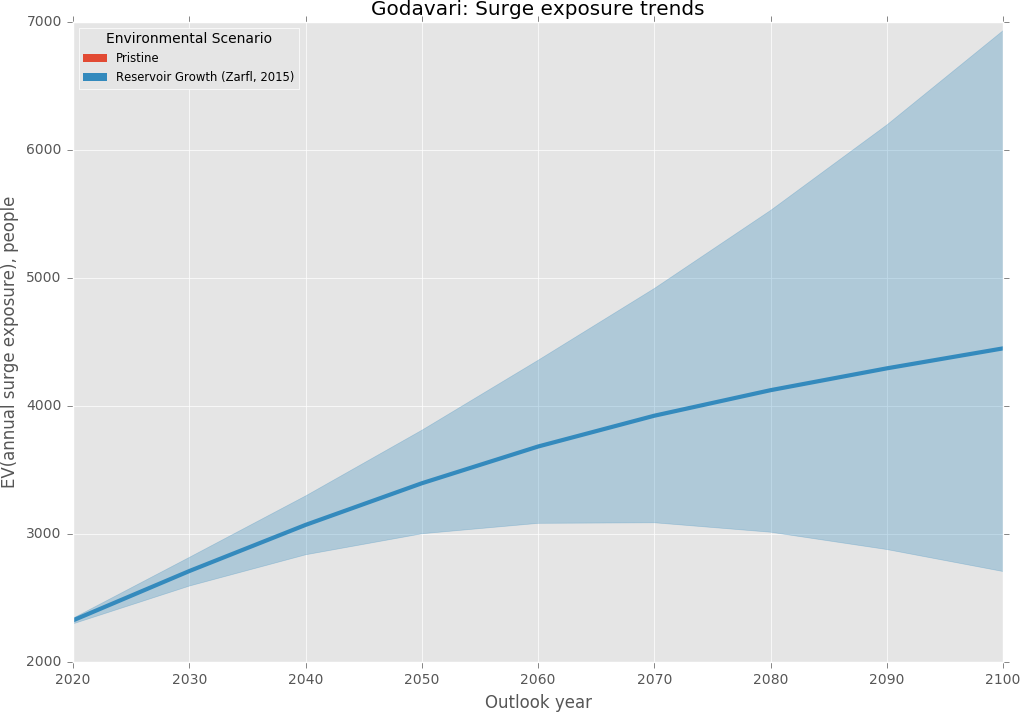 Godavari: Surge exposure trends
Environmental Scenario
Pristine
Reservoir Growth (Zarfl, 2015)
EV(annual surge exposure), people
7000
6000
5000
4000
3000
2000
2020 2030 2040 2050 2060 2070 2080 2090 2100
Outlook year